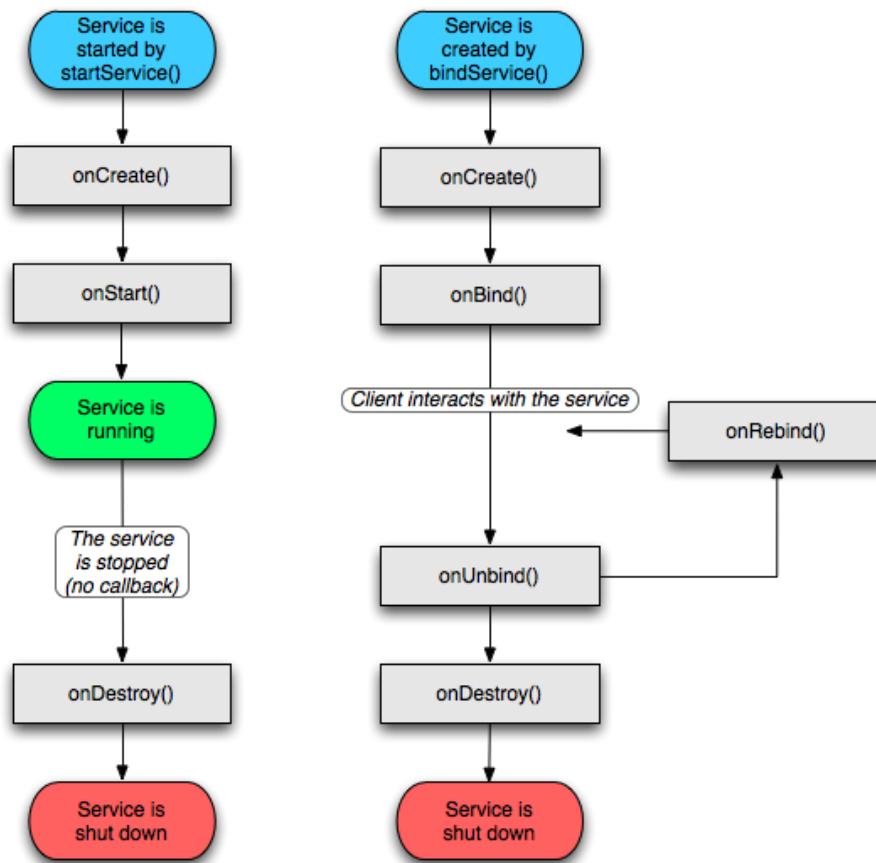 Service is
started by
startService()
onCreate()
onStart()
Service is
running
The service
is stopped
(no callback)
onDestroy()
Service is
shut down
Service is
created by
bindService()
onCreate()
onBind()
Client interacts with the service
onRebind()
onUnbind()
onDestroy()
Service is
shut down